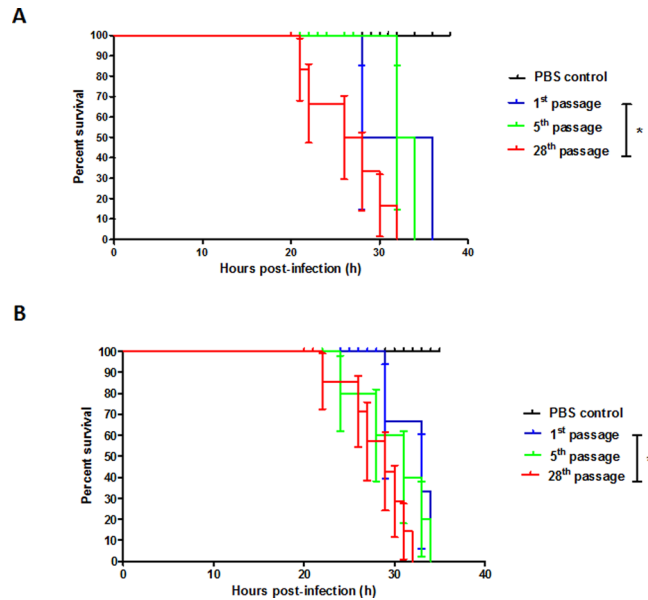 A
Percent survival
100
90
80
70
60
50
40
30
20
10
0
0 10 20 30 40
Hours post-infection (h)
PBS control
1st passage
5th passage
28th passage
*
B
Percent survival
100
90
80
70
60
50
40
30
20
10
0
0 10 20 30 40
Hours post-infection (h)
PBS control
1st passage
5th passage
28th passage